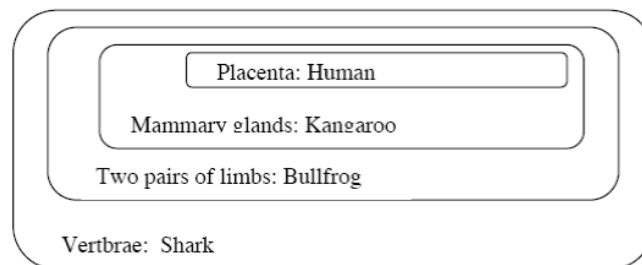 Placenta: Human
Mammary glands: Kangaroo
Two pairs of limbs: Bullfrog
Vertbrae: Shark